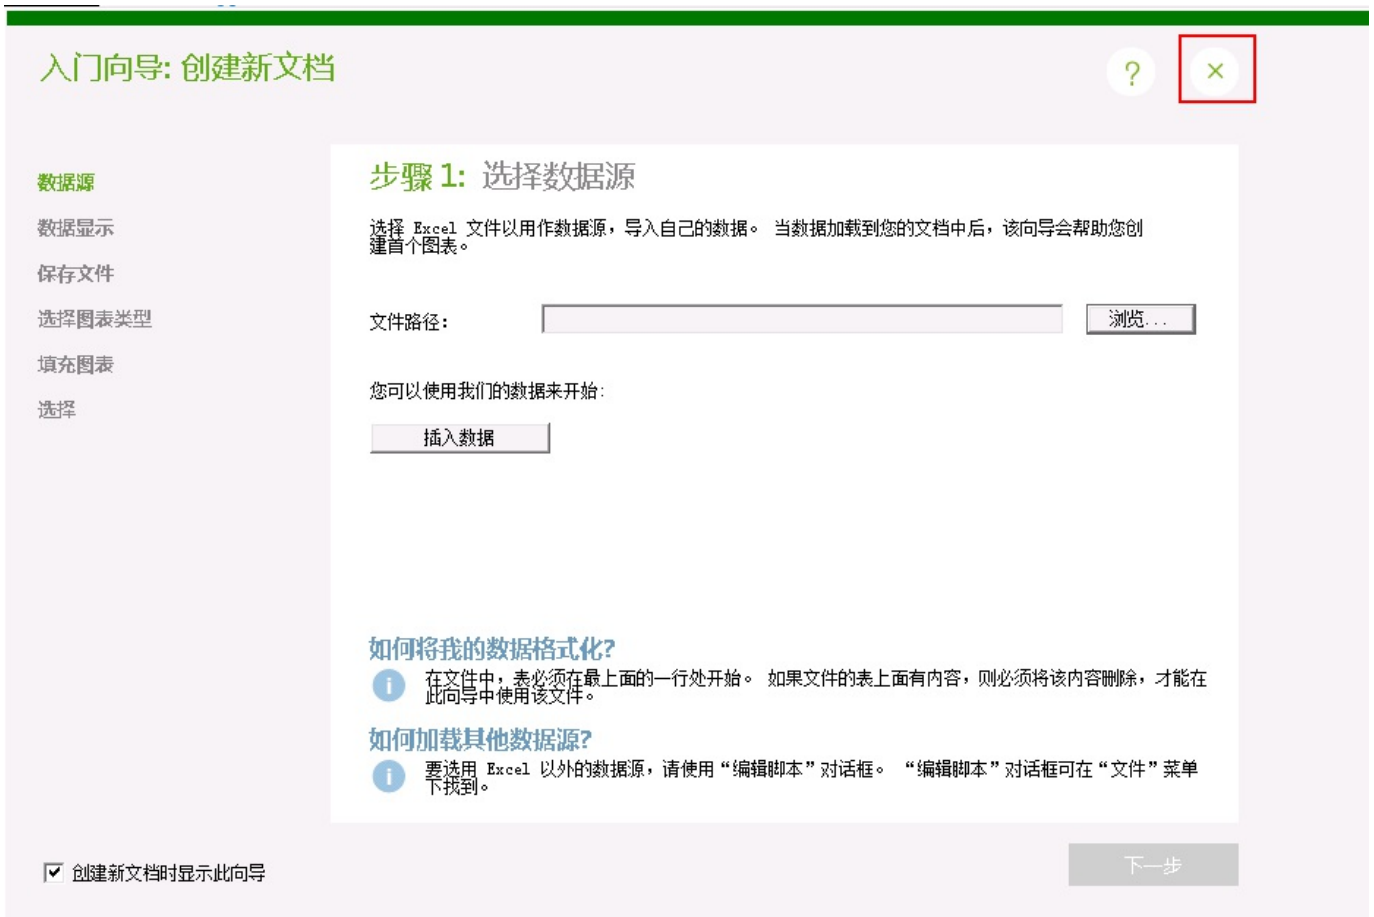 入门向导: 创建新文档
?
×
数据源
数据显示
保存文件
选择图表类型
填充图表
选择
步骤 1: 选择数据源
选择 Excel 文件以用作数据源，导入自己的数据。 当数据加载到您的文档中后，该向导会帮助您创
建首个图表。
文件路径：
浏览...
您可以使用我们的数据来开始:
插入数据
如何将我的数据格式化?
在文件中，表必须在最上面的一行处开始。 如果文件的表上面有内容，则必须将该内容删除，才能在
此向导中使用该文件。
如何加载其他数据源?
要选用 Excel 以外的数据源，请使用“编辑脚本”对话框。 “编辑脚本”对话框可在“文件”菜单
下找到。
创建新文档时显示此向导
下一步